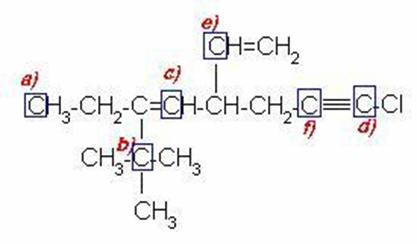 e)
CH=CH₂
a) c)
CH₃-CH₂-C=CH-CH-CH₂-C≡C-Cl
b) f) d)
CH₃-C-CH₃
CH₃